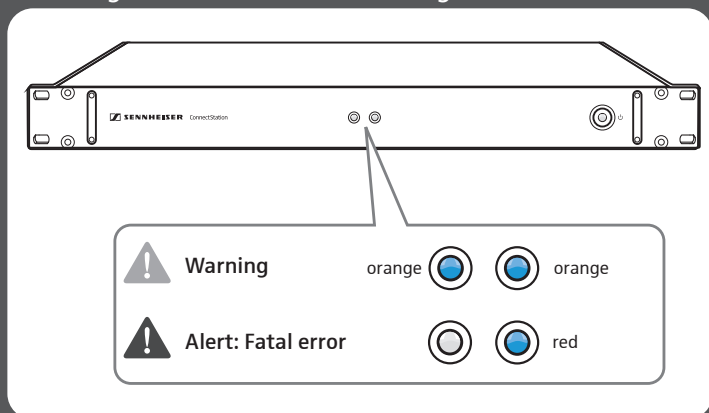 SENNHEISER ConnectStation
Warning orange orange
Alert: Fatal error red